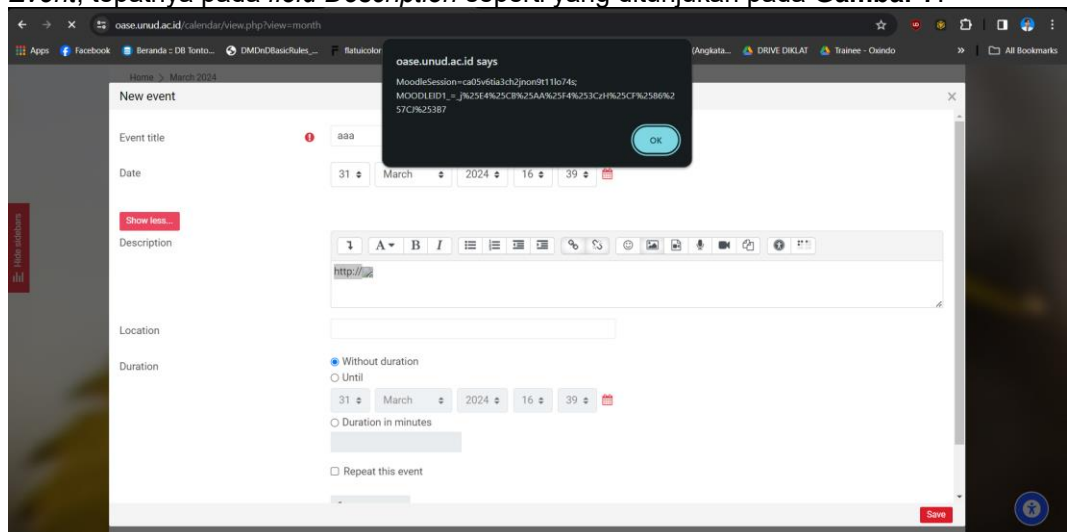 Event, tepatnya pada field Description seperti yang ditunjukan pada Gambar 1.
oase.unud.ac.id/calendar/view.php?view=month
Apps Facebook Beranda :: DB Tonto... DMDnDBasicRules_... flatuicolor (Angkata... DRIVE DIKLAT Trainee - Oxindo » All Bookmarks
oase.unud.ac.id says
MoodleSession=ca05v6tia3ch2jnon9t11lo74s;
MOODLEID1_=_j%25E4%25CB%25AA%25F4%253CzH%25CF%2586%2
57CJ%25387
OK
Home > March 2024
New event
Event title
aaa
Date
31 March 2024 16 39
Show less...
Hide sidebars
Description
A B I
http://
Location
Duration
Without duration
Until
31 March 2024 16 39
Duration in minutes
Repeat this event
Save